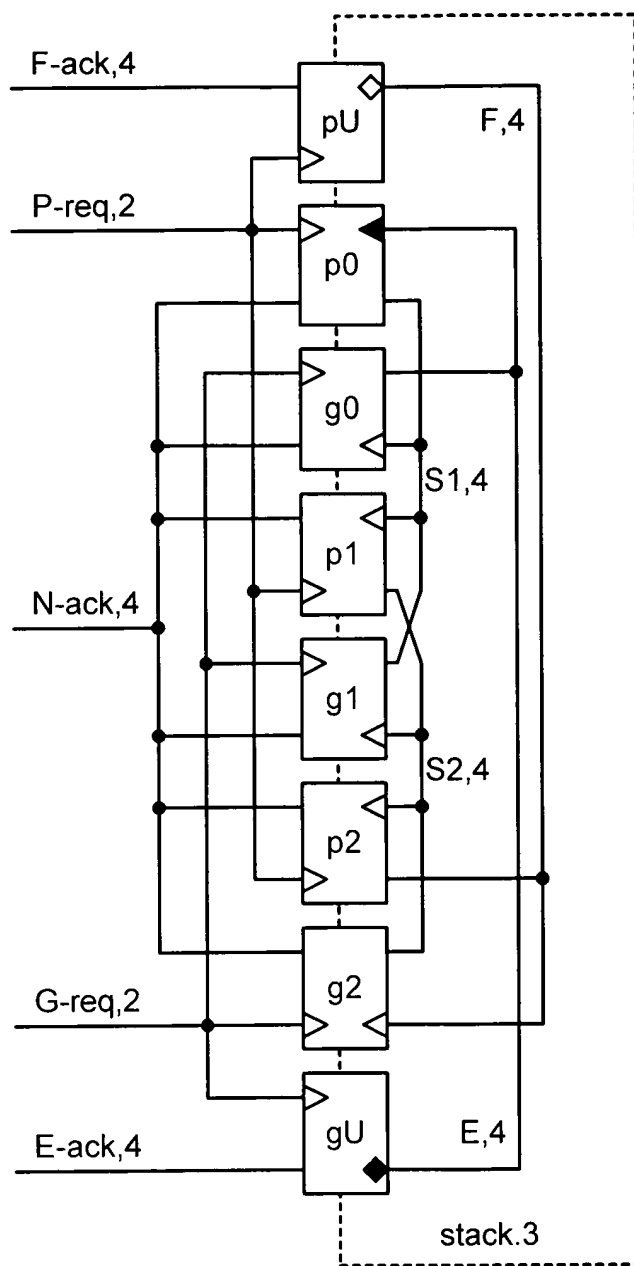 F-ack,4
pU
F,4
P-req,2
p0
g0
S1,4
p1
N-ack,4
g1
S2,4
p2
g2
G-req,2
gU
E,4
E-ack,4
stack.3